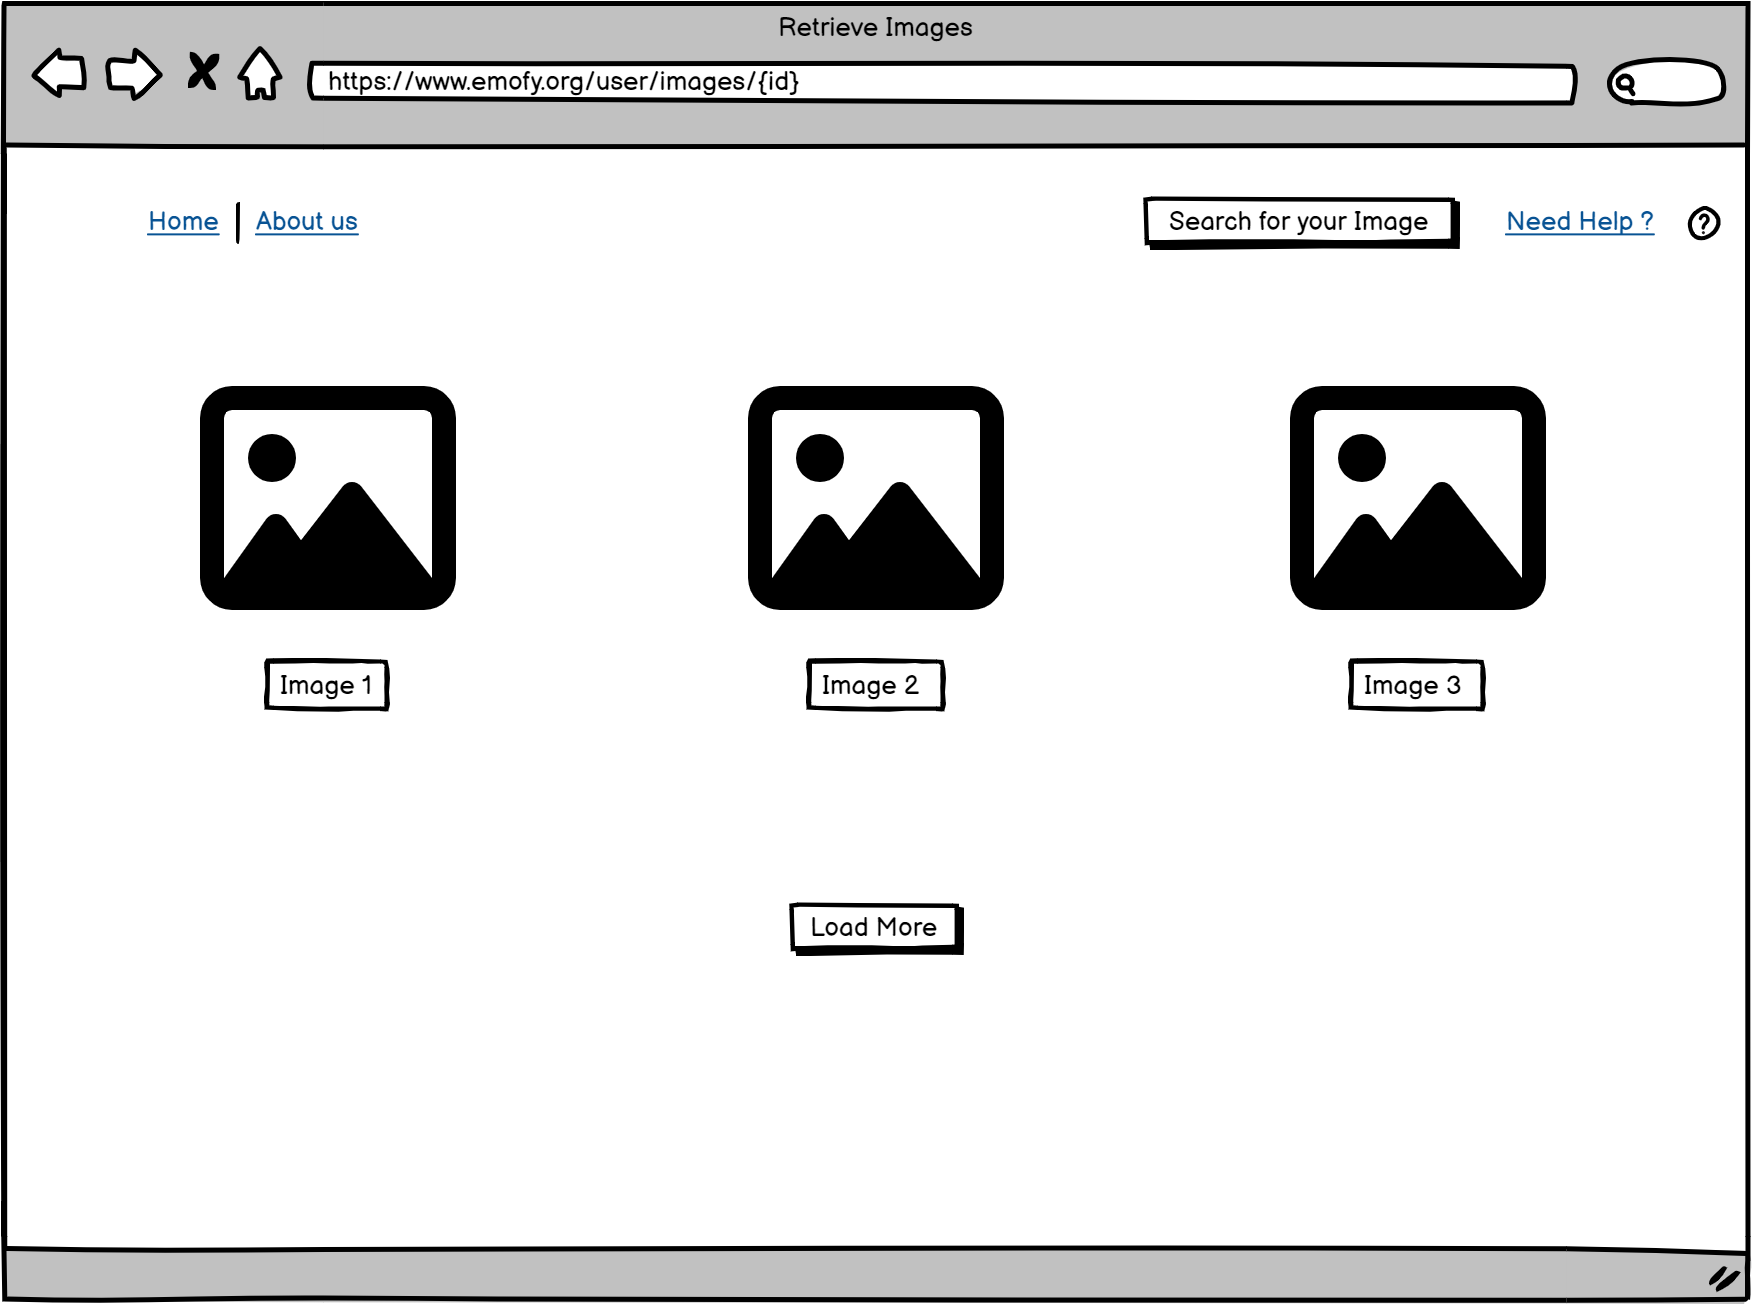 Retrieve Images
https://www.emofy.org/user/images/{id}
Home About us Search for your Image Need Help ? ?
Image 1 Image 2 Image 3
Load More